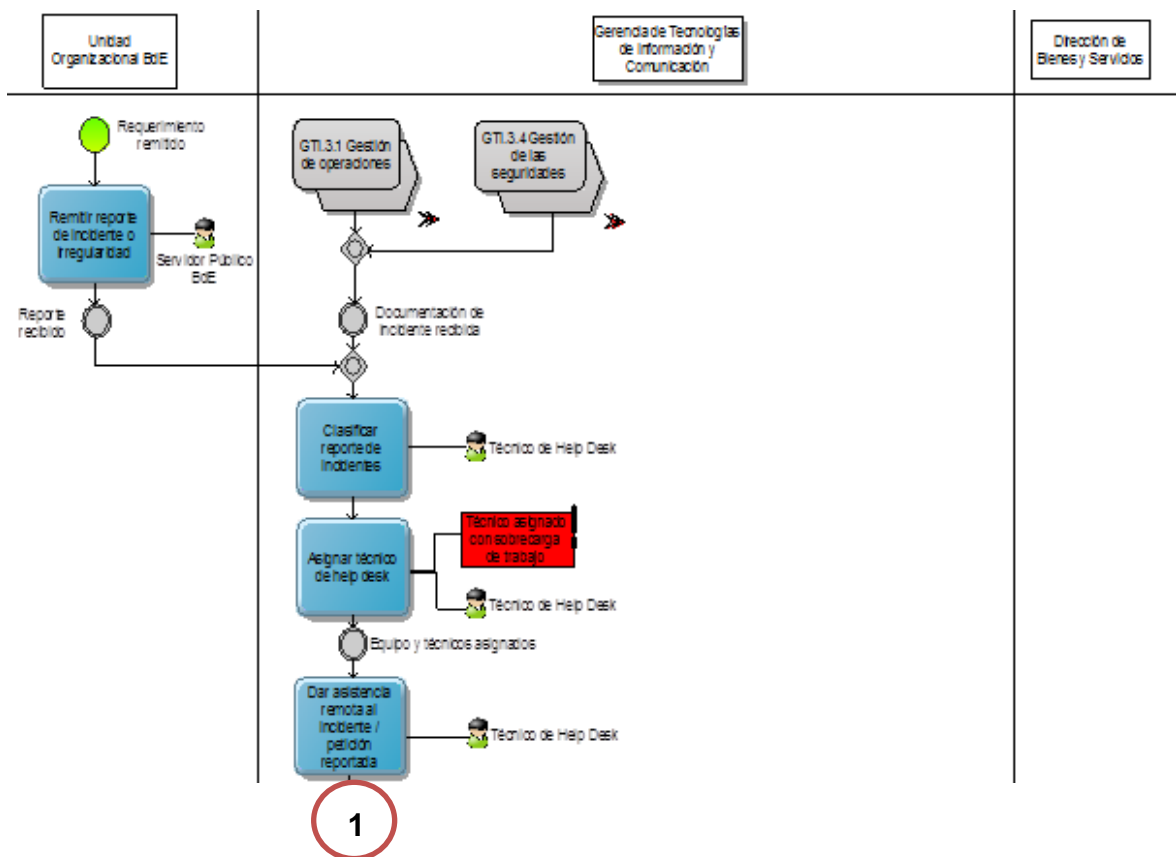 Unidad
Organizacional BdE
Gerencia de Tecnologías
de Información y
Comunicación
Dirección de
Bienes y Servicios
Requerimiento
remitido
GTI.3.1 Gestión
de operaciones
GTI.3.4 Gestión
de las
seguridades
Remitir reporte
de incidente o
irregularidad
Servidor Público
BdE
Reporte
recibido
Documentación de
incidente recibida
Clasificar
reporte de
incidentes
Técnico de Help Desk
Técnico asignado
con sobrecarga
de trabajo
Asignar técnico
de help desk
Técnico de Help Desk
Equipo y técnicos asignados
Dar asistencia
remota al
incidente /
petición
reportada
Técnico de Help Desk
1